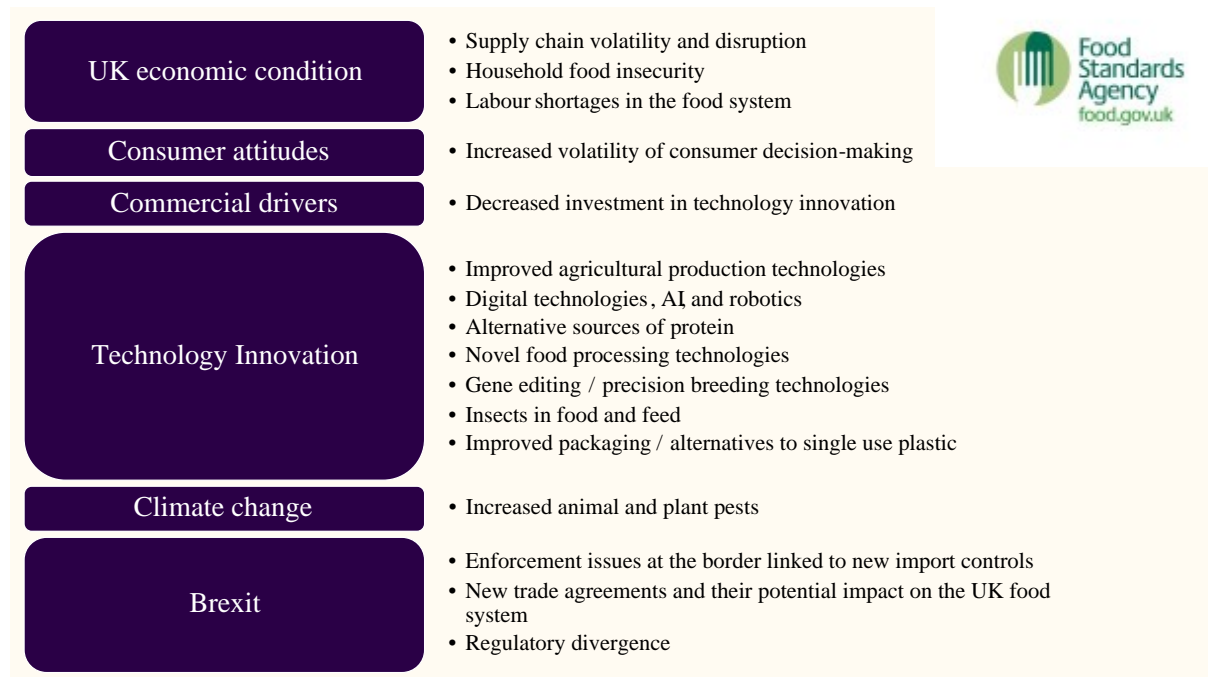 UK economic condition
• Supply chain volatility and disruption
• Household food insecurity
• Labour shortages in the food system
Food
Standards
Agency
food.gov.uk
Consumer attitudes
• Increased volatility of consumer decision-making
Commercial drivers
• Decreased investment in technology innovation
Technology Innovation
• Improved agricultural production technologies
• Digital technologies, AI, and robotics
• Alternative sources of protein
• Novel food processing technologies
• Gene editing / precision breeding technologies
• Insects in food and feed
• Improved packaging / alternatives to single use plastic
Climate change
• Increased animal and plant pests
Brexit
• Enforcement issues at the border linked to new import controls
• New trade agreements and their potential impact on the UK food
system
• Regulatory divergence